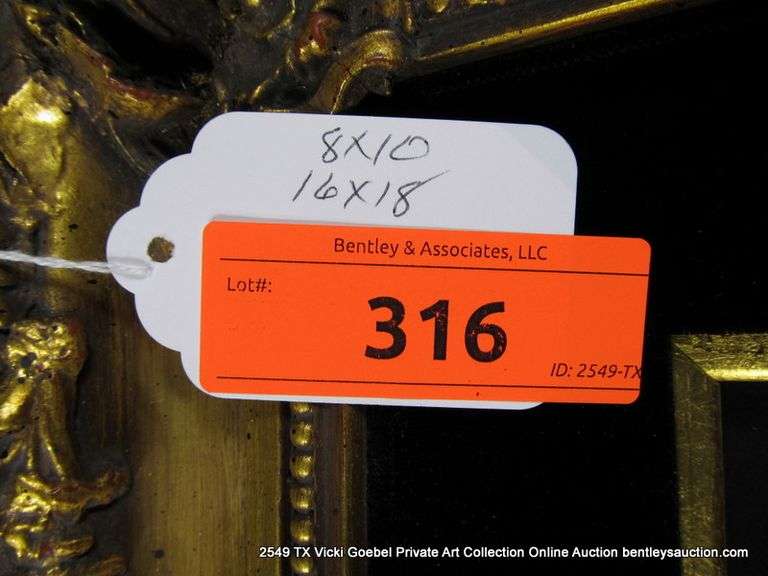 8X10
16X18
Bentley & Associates, LLC
Lot#:
316
ID: 2549-TX
2549 TX Vicki Goebel Private Art Collection Online Auction bentleysauction.com